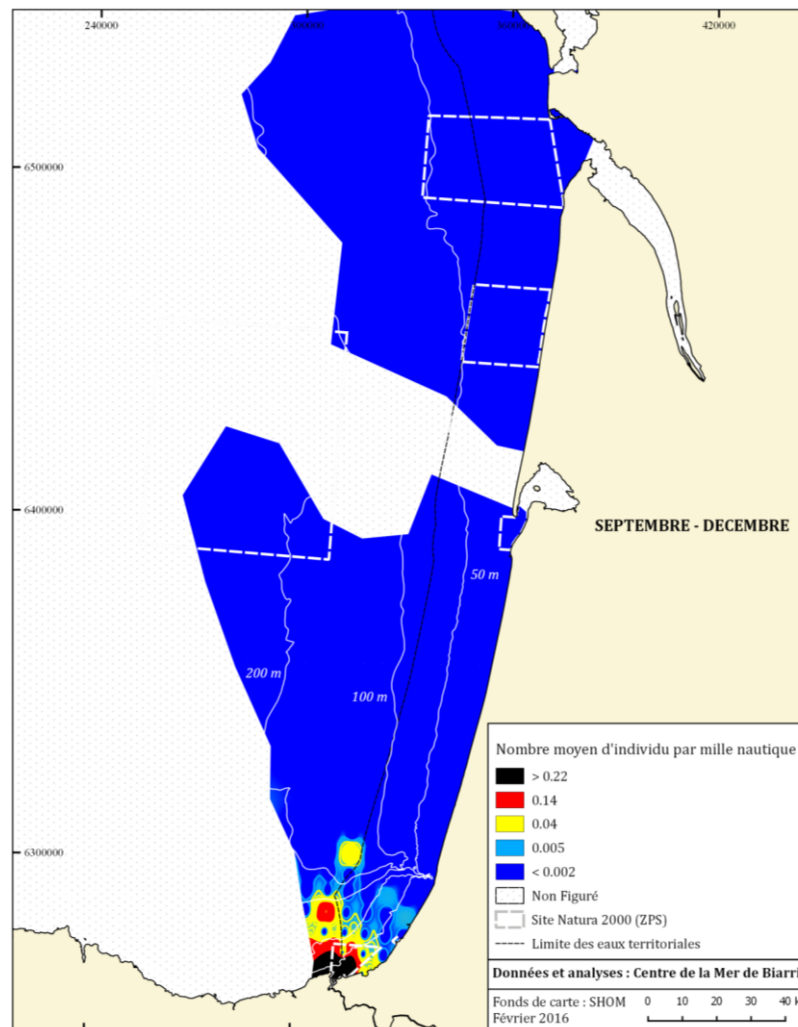 240000
420000
6500000
6400000
SEPTEMBRE - DECEMBRE
50 m
200 m
100 m
6300000
Nombre moyen d'individu par mille nautique
> 0.22
0.14
0.04
0.005
< 0.002
Non Figuré
Site Natura 2000 (ZPS)
Limite des eaux territoriales
Données et analyses : Centre de la Mer de Biarri
Fonds de carte : SHOM
Février 2016
0 10 20 30 40 k